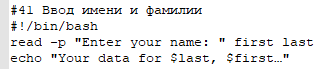 #41 Ввод имени и фамилии
#!/bin/bash
read -p "Enter your name: " first last
echo "Your data for $last, $first…"